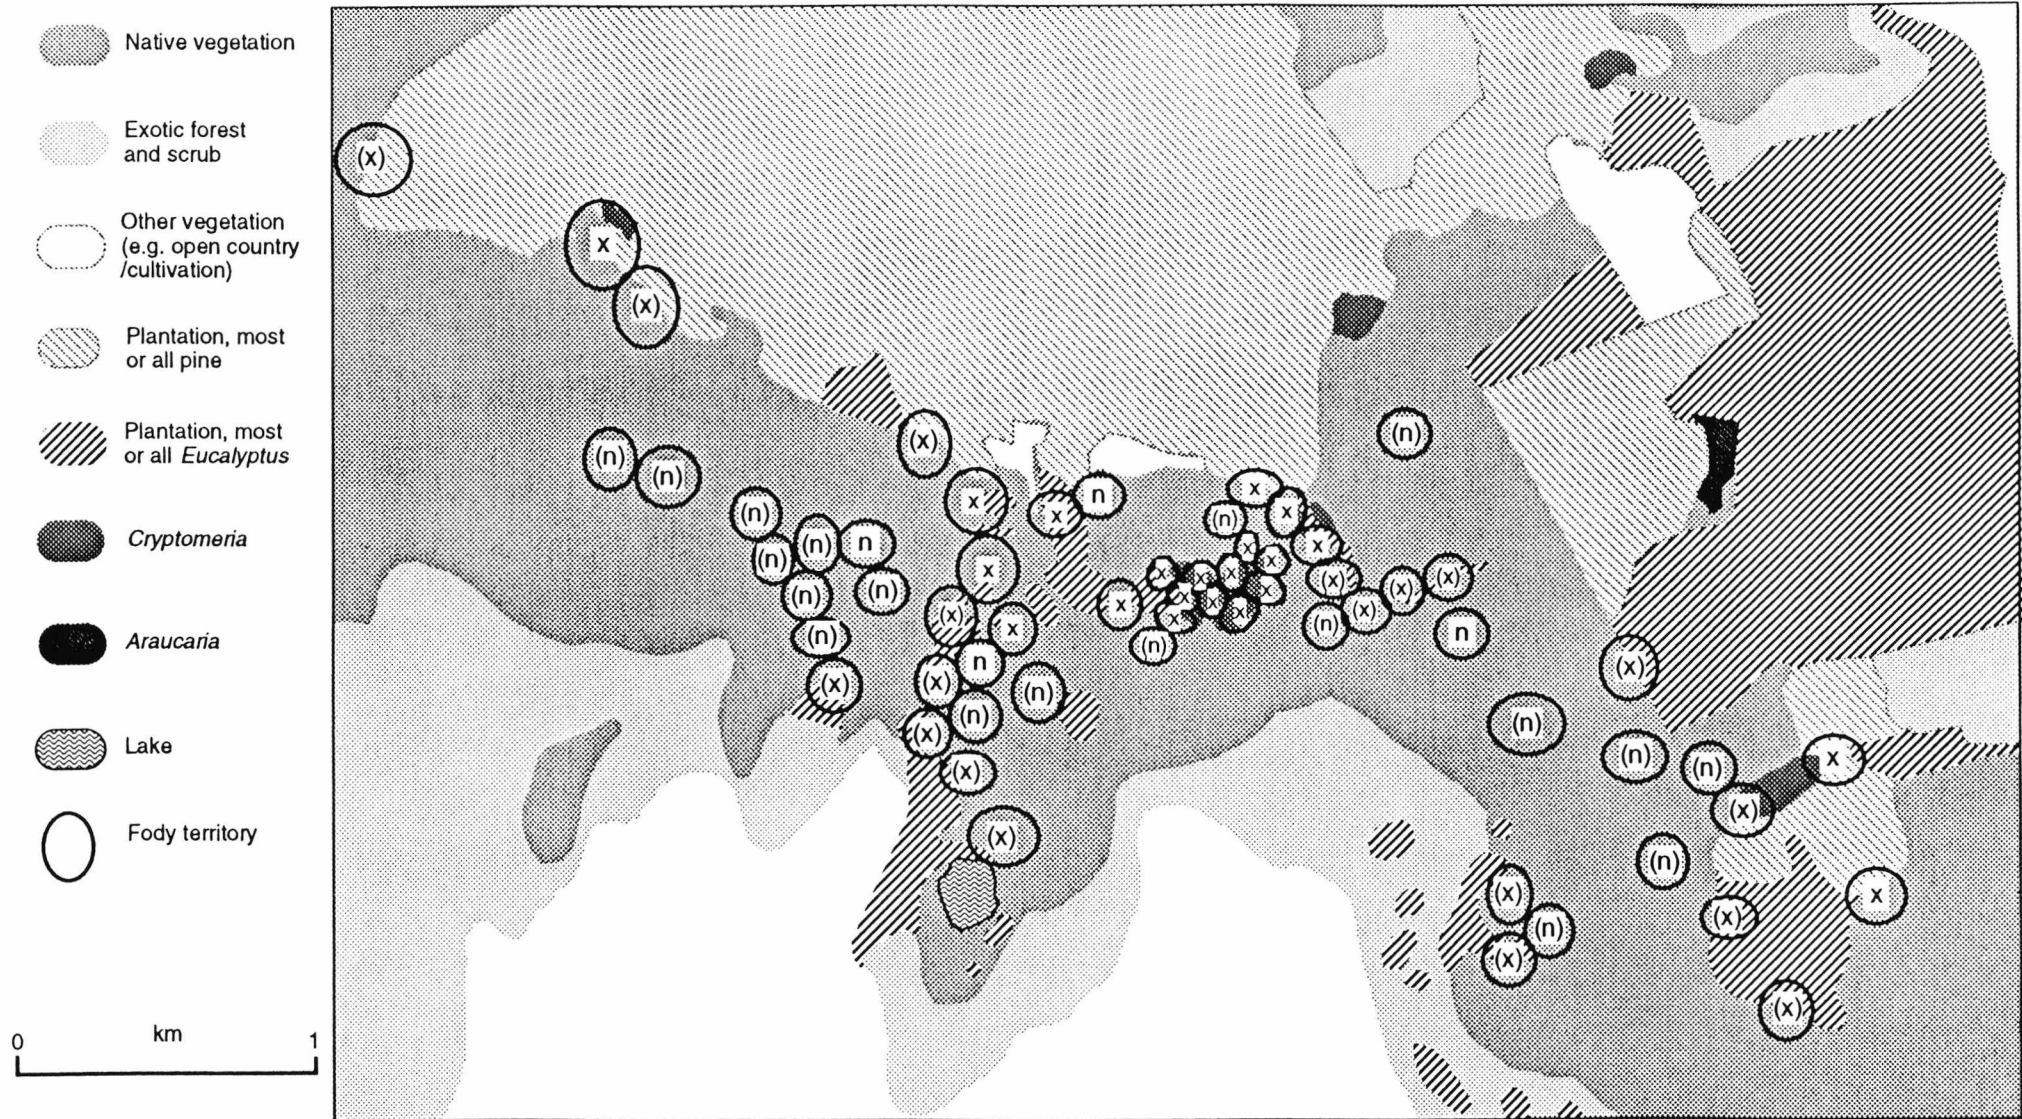 Native vegetation
Exotic forest
and scrub
Other vegetation
(e.g. open country
/cultivation)
Plantation, most
or all pine
Plantation, most
or all Eucalyptus
Cryptomeria
Araucaria
Lake
Fody territory
km
0 1
(x)
x
(x)
(x)
(n)
(n)
(n)
x
x
n
x
(n)
(n)
(n)
n
(n)
x
x
x
x
x
(n)
(n)
x
x
x
x
x
x
x
x
x
x
(n)
(x)
(x)
(x)
(x)
(n)
n
(x)
x
n
(n)
(x)
(x)
(n)
(n)
(x)
(x)
(x)
(x)
(n)
(n)
(n)
x
(x)
(n)
(x)
(n)
(x)
(x)
x
(x)